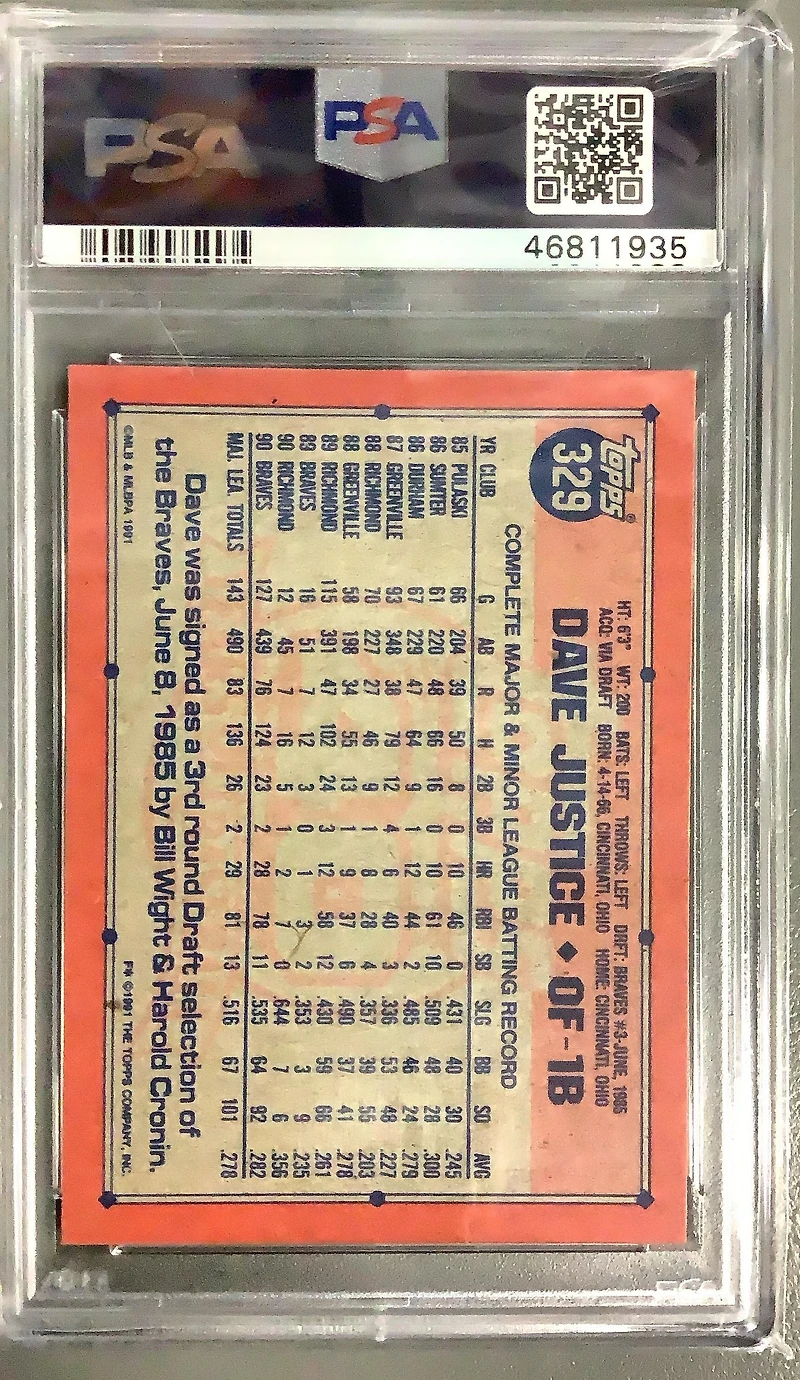 PSA
PSA
46811935
topps®
329
HT: 6'3" WT: 200 BATS: LEFT THROWS: LEFT DRFT: BRAVES #3-JUNE, 1985
ACQ: VIA DRAFT BORN: 4-14-66, CINCINNATI, OHIO HOME: CINCINNATI, OHIO
DAVE JUSTICE ◆ OF-1B
COMPLETE MAJOR & MINOR LEAGUE BATTING RECORD
YR CLUB G AB R H 2B 3B HR RBI SB SLG BB SO AVG
85 PULASKI 66 204 39 50 8 0 10 46 0 .431 40 30 .245
86 SUMTER 61 220 48 66 16 0 10 61 10 .509 48 28 .300
86 DURHAM 67 229 47 64 9 1 12 44 2 .485 46 24 .279
87 GREENVILLE 93 348 38 79 12 4 6 40 3 .336 53 48 .227
88 RICHMOND 70 227 27 46 9 1 8 28 4 .357 39 55 .203
88 GREENVILLE 58 198 34 55 13 1 9 37 6 .490 37 41 .278
89 RICHMOND 115 391 47 102 24 3 12 58 12 .430 59 66 .261
89 BRAVES 16 51 7 12 3 0 1 3 2 .353 3 9 .235
90 RICHMOND 12 45 7 16 5 1 2 7 0 .644 7 6 .356
90 BRAVES 127 439 76 124 23 2 28 78 11 .535 64 92 .282
MAJ. LEA. TOTALS 143 490 83 136 26 2 29 81 13 .516 67 101 .278
Dave was signed as a 3rd round Draft selection of
the Braves, June 8, 1985 by Bill Wight & Harold Cronin.
©MLB & MLBPA 1991
F* ©1991 THE TOPPS COMPANY, INC.